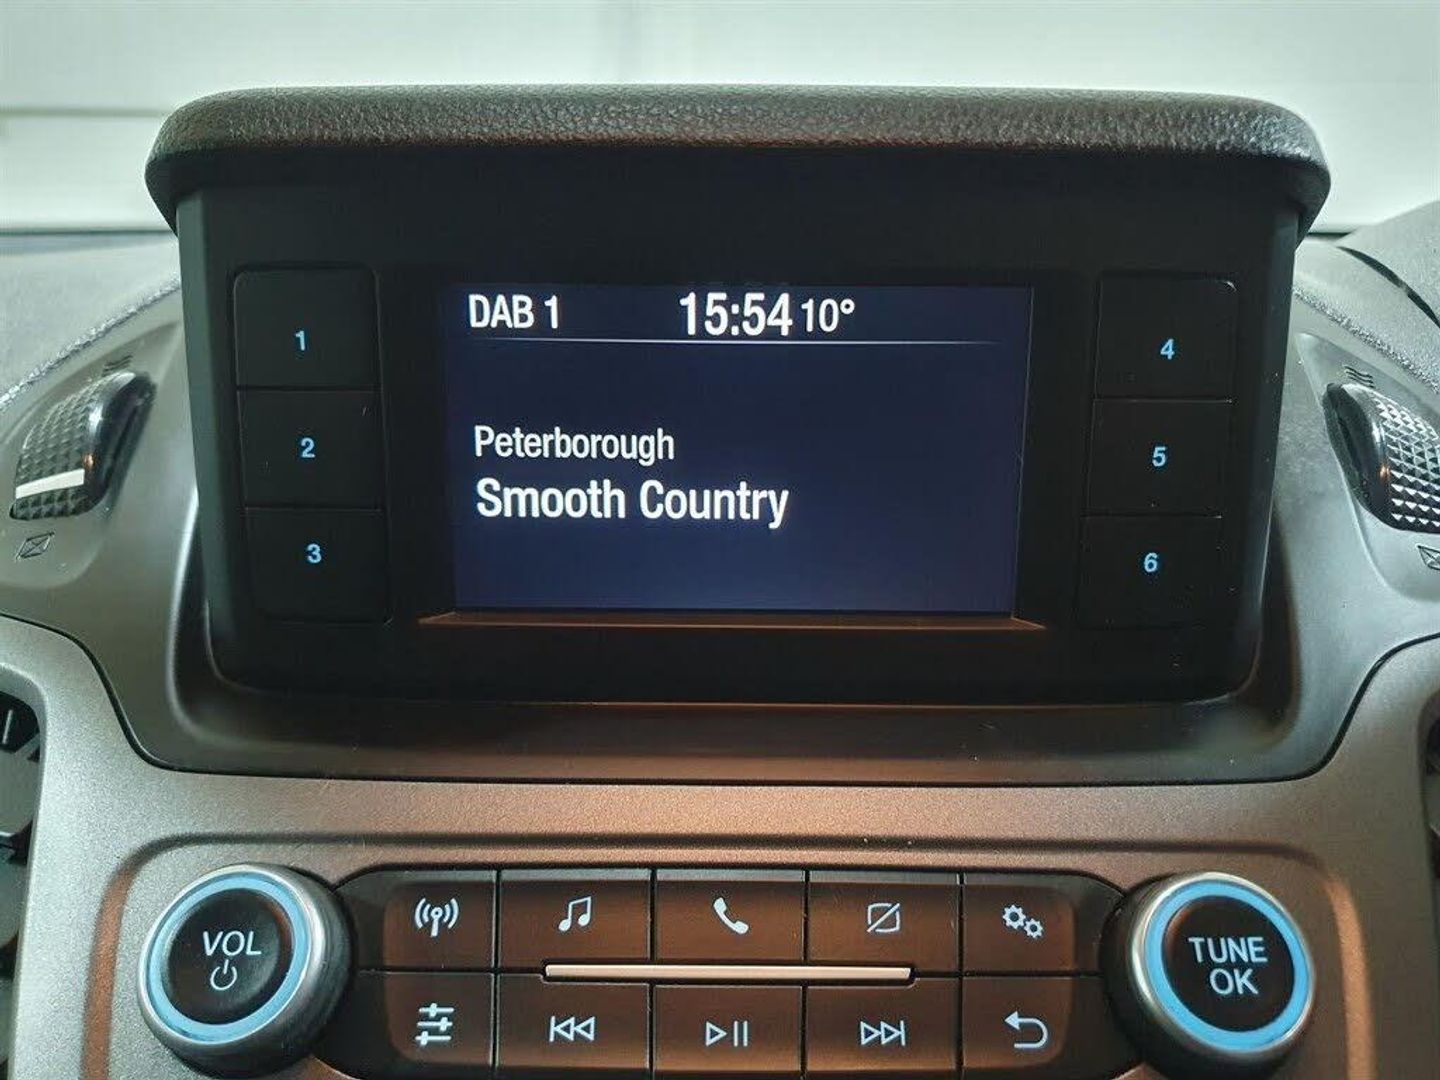 DAB 1 15:54 10°
1
4
Peterborough
2
5
Smooth Country
3
6
VOL
TUNE
OK